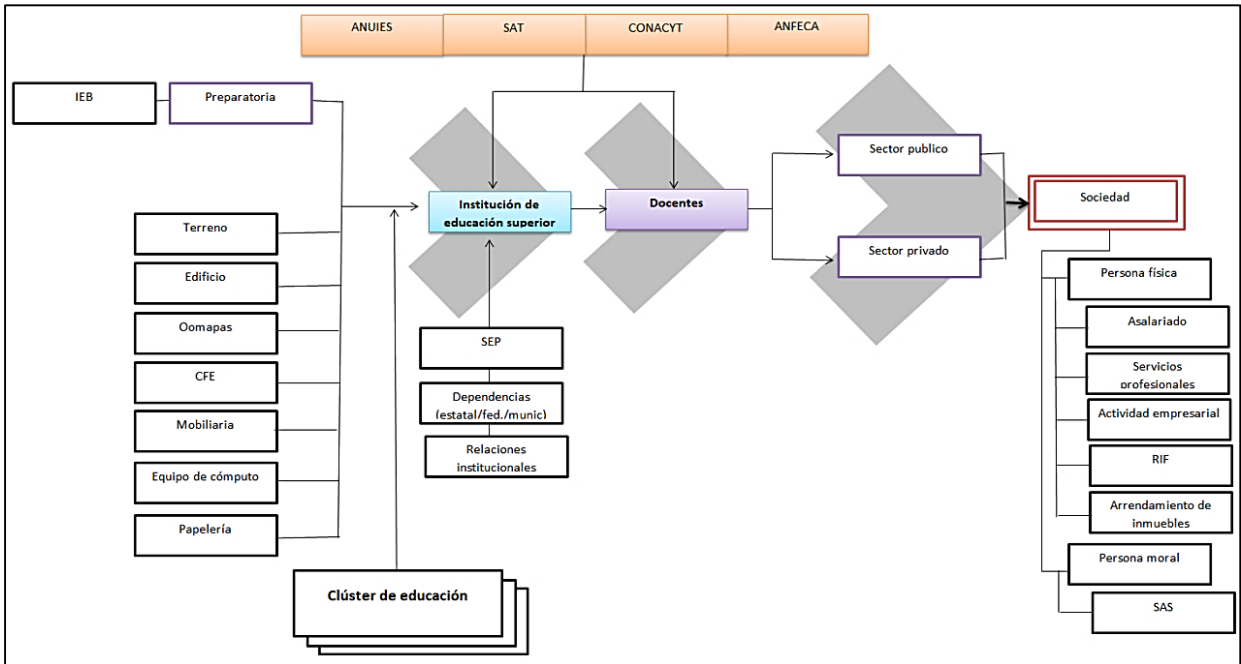 ANUIES
SAT
CONACYT
ANFECA
IEB
Preparatoria
Terreno
Edificio
Oomapas
CFE
Mobiliaria
Equipo de cómputo
Papelería
Clúster de educación
Institución de
educación superior
SEP
Dependencias
(estatal/fed./munic)
Relaciones
institucionales
Docentes
Sector publico
Sector privado
Sociedad
Persona física
Asalariado
Servicios
profesionales
Actividad empresarial
RIF
Arrendamiento de
inmuebles
Persona moral
SAS